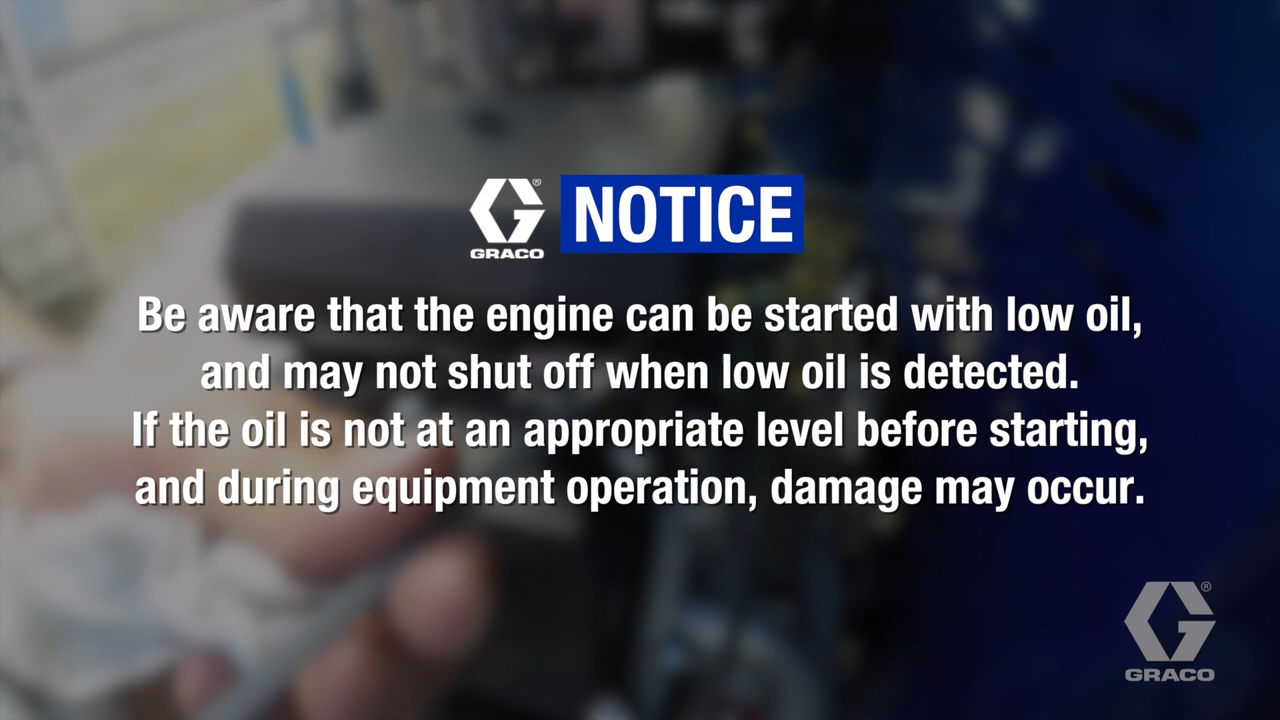 GRACO
NOTICE
Be aware that the engine can be started with low oil,
and may not shut off when low oil is detected.
If the oil is not at an appropriate level before starting,
and during equipment operation, damage may occur.
GRACO